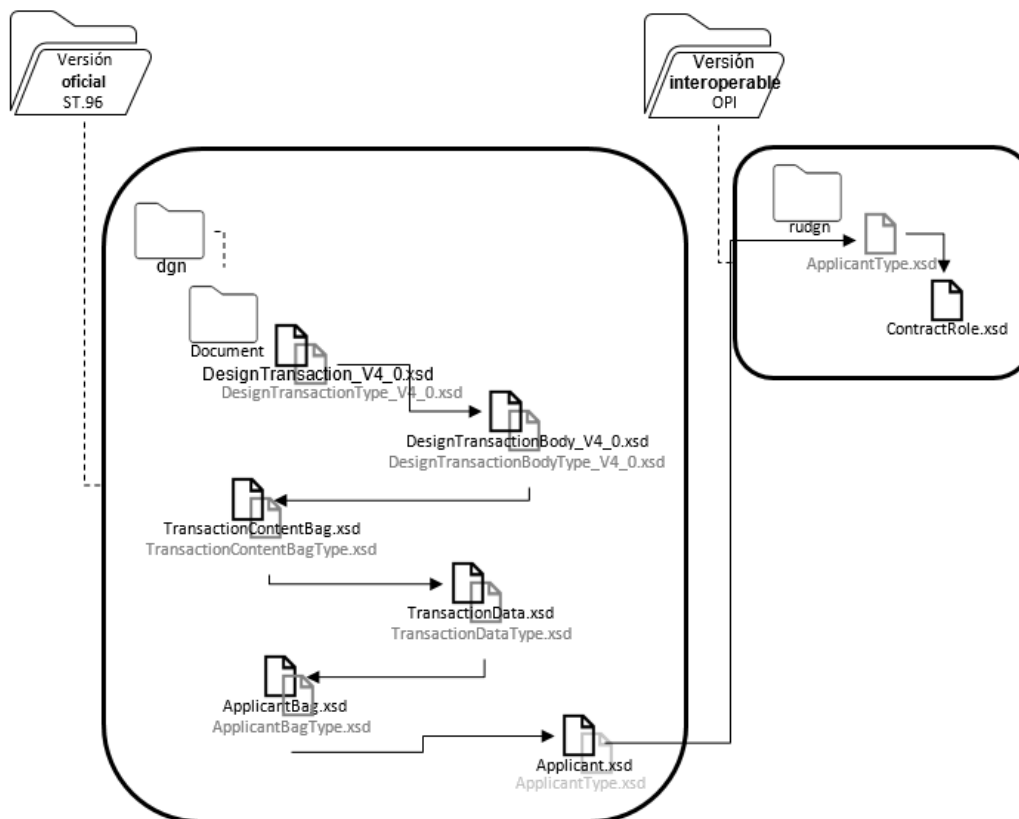 Versión
oficial
ST.96
Versión
interoperable
OPI
dgn
Document
DesignTransaction_V4_0.xsd
DesignTransactionType_V4_0.xsd
DesignTransactionBody_V4_0.xsd
DesignTransactionBodyType_V4_0.xsd
TransactionContentBag.xsd
TransactionContentBagType.xsd
TransactionData.xsd
TransactionDataType.xsd
ApplicantBag.xsd
ApplicantBagType.xsd
Applicant.xsd
ApplicantType.xsd
rudgn
ApplicantType.xsd
ContractRole.xsd